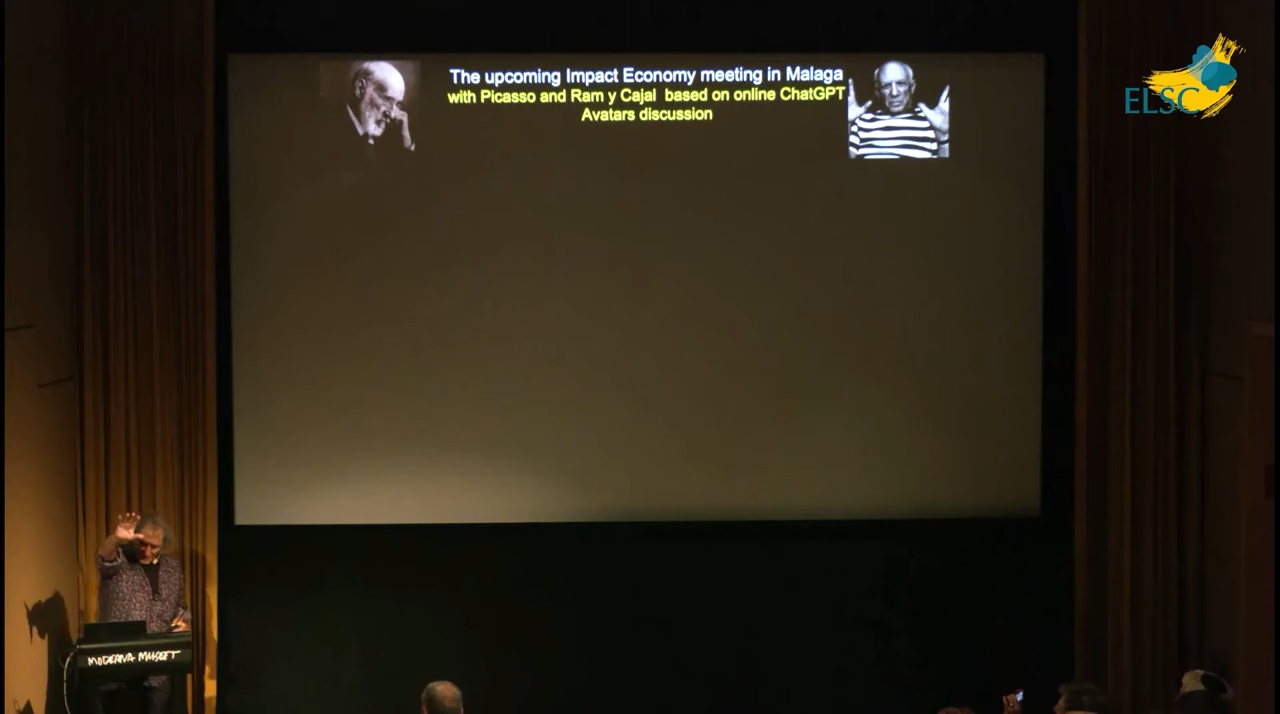 The upcoming Impact Economy meeting in Malaga
with Picasso and Ram y Cajal based on online ChatGPT
Avatars discussion
ELSC
MODERNA MUSEET